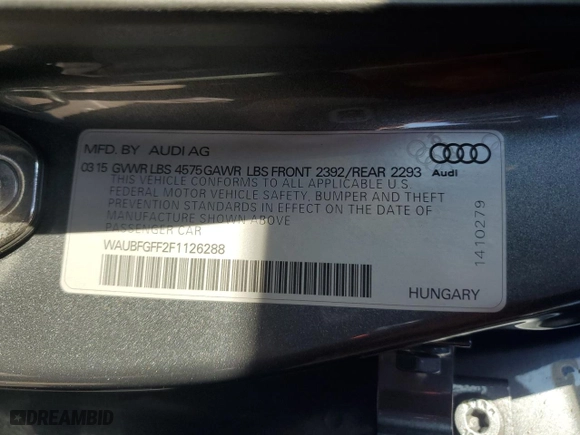 MFD. BY AUDI AG
03 15 GVWR LBS 4575 GAWR LBS FRONT 2392/REAR 2293
THIS VEHICLE CONFORMS TO ALL APPLICABLE U.S.
FEDERAL MOTOR VEHICLE SAFETY, BUMPER AND THEFT
PREVENTION STANDARDS IN EFFECT ON THE DATE OF
MANUFACTURE SHOWN ABOVE.
PASSENGER CAR
WAUBFGFF2F1126288
Audi
1410279
HUNGARY
DREAMBID